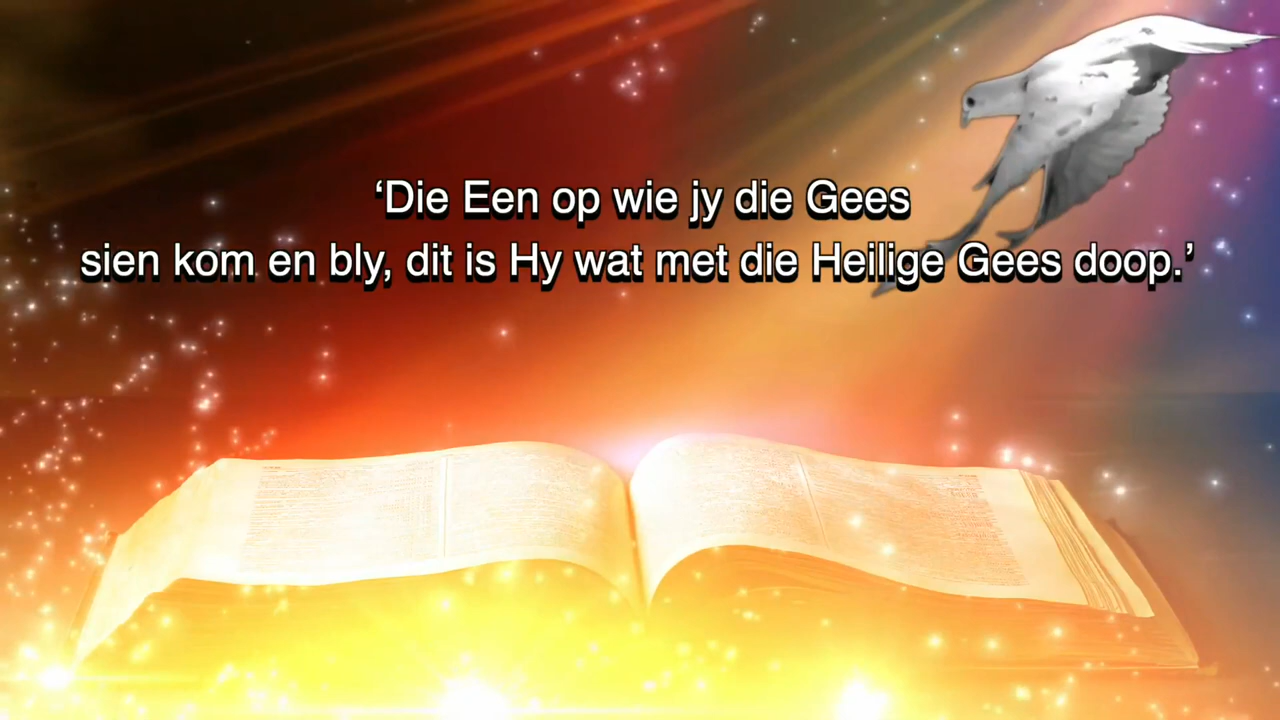 ‘Die Een op wie jy die Gees
sien kom en bly, dit is Hy wat met die Heilige Gees doop.’